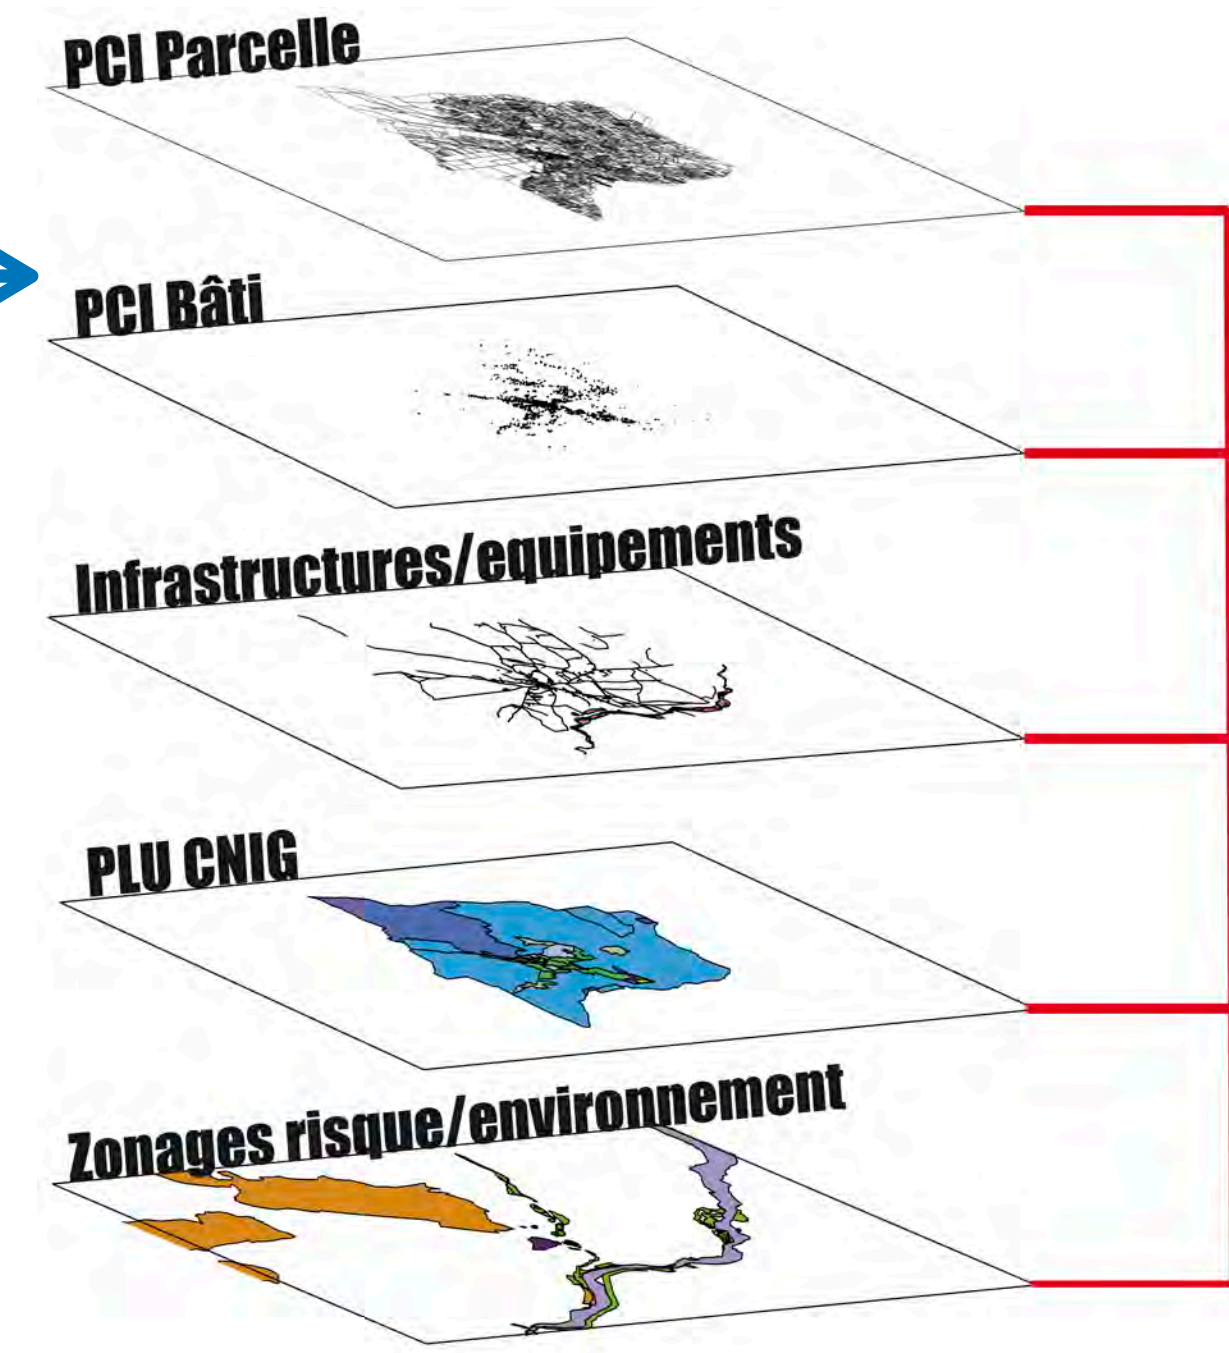 PCI Parcelle
PCI Bâti
Infrastructures/equipements
PLU CNIG
Zonages risque/environnement